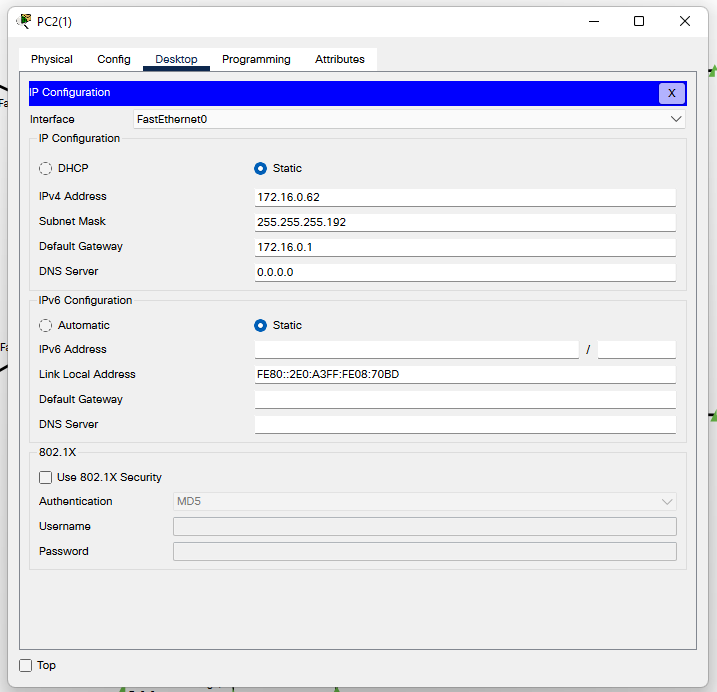 PC2(1)
Physical Config Desktop Programming Attributes
IP Configuration X
Interface FastEthernet0
IP Configuration
DHCP Static
IPv4 Address 172.16.0.62
Subnet Mask 255.255.255.192
Default Gateway 172.16.0.1
DNS Server 0.0.0.0
IPv6 Configuration
Automatic Static
IPv6 Address /
Link Local Address FE80::2E0:A3FF:FE08:70BD
Default Gateway
DNS Server
802.1X
Use 802.1X Security
Authentication MD5
Username
Password
Top